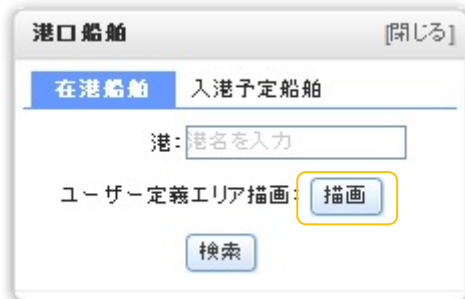 港口船舶 [閉じる]
在港船舶 入港予定船舶
港: 港名を入力
ユーザー定義エリア描画: 描画
検索